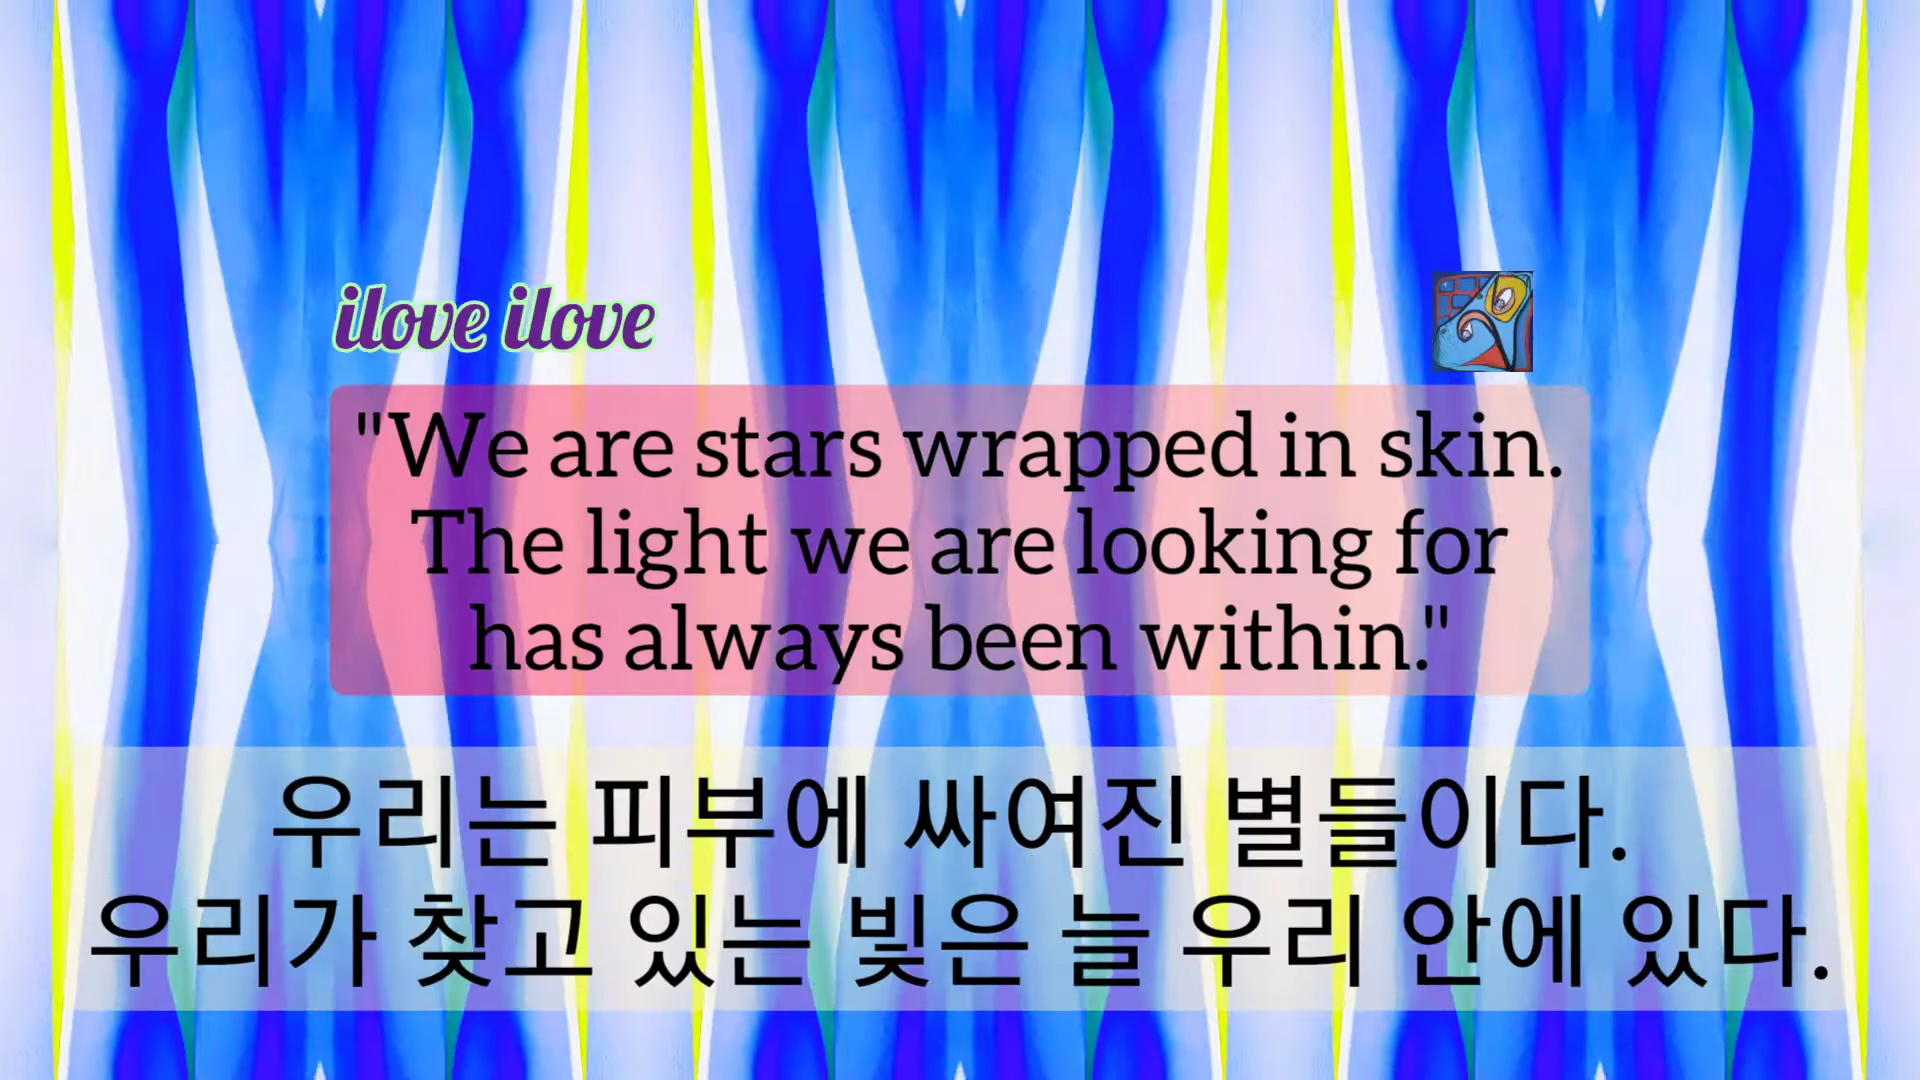 ilove ilove
"We are stars wrapped in skin.
The light we are looking for
has always been within."
우리는 피부에 싸여진 별들이다.
우리가 찾고 있는 빛은 늘 우리 안에 있다.